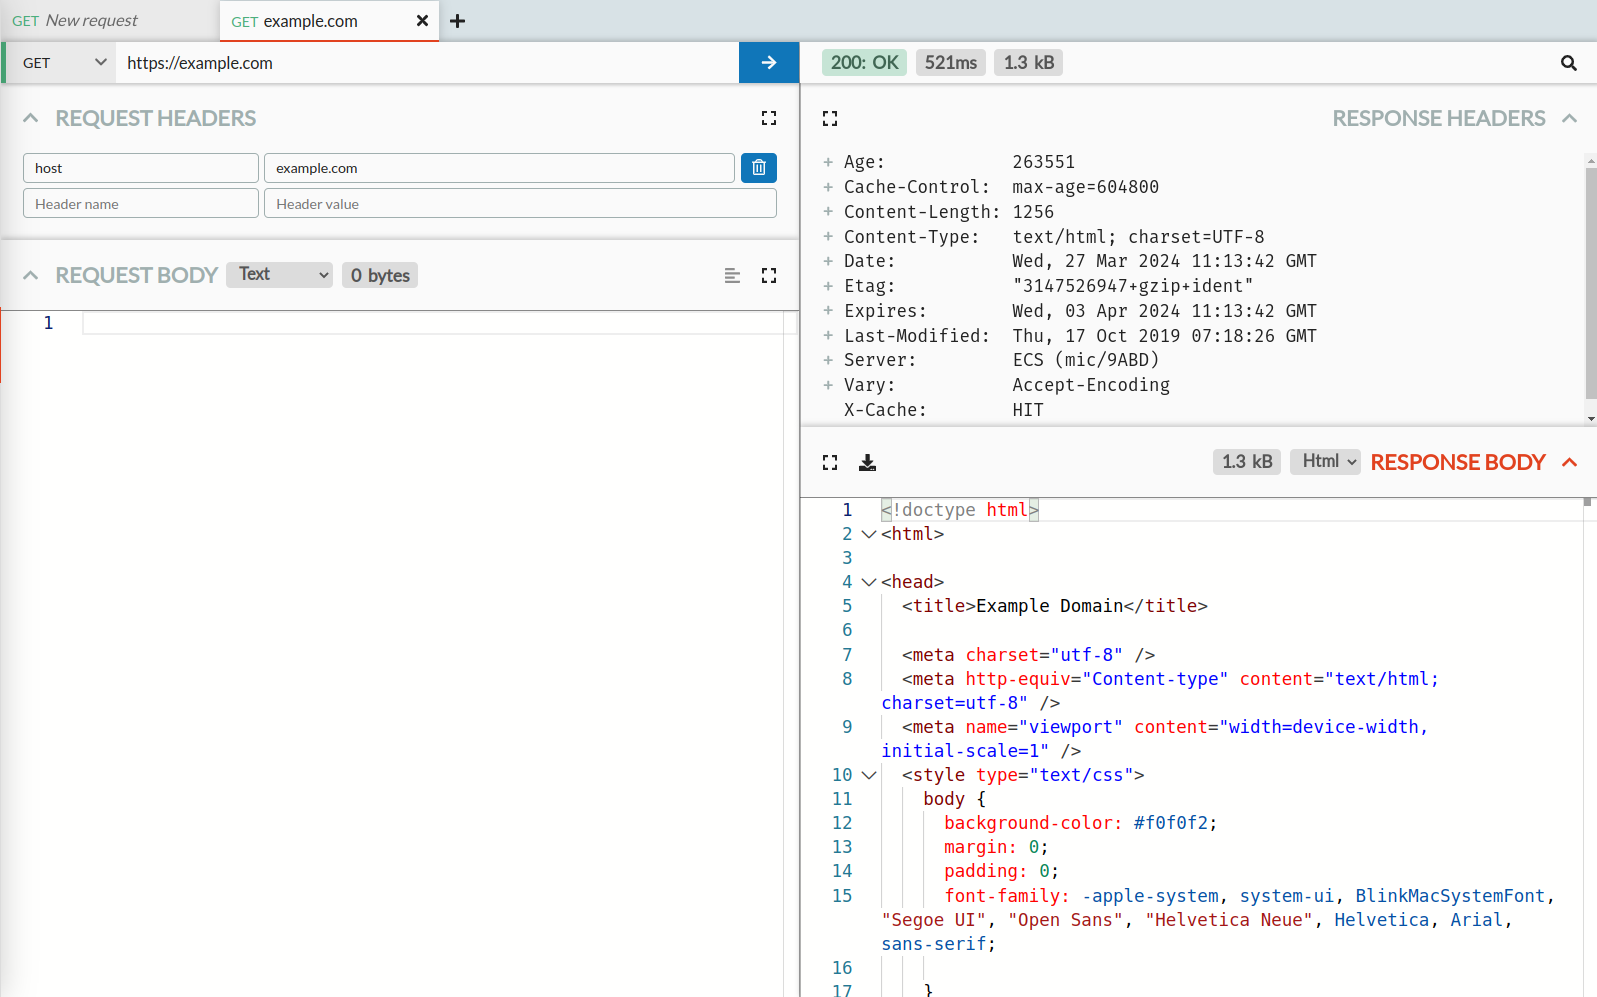 GET New request
GET example.com
GET
https://example.com
200: OK
521ms
1.3 kB
REQUEST HEADERS
host
example.com
Header name
Header value
REQUEST BODY
Text
0 bytes
1
RESPONSE HEADERS
+ Age: 263551
+ Cache-Control: max-age=604800
+ Content-Length: 1256
+ Content-Type: text/html; charset=UTF-8
+ Date: Wed, 27 Mar 2024 11:13:42 GMT
+ Etag: "3147526947+gzip+ident"
+ Expires: Wed, 03 Apr 2024 11:13:42 GMT
+ Last-Modified: Thu, 17 Oct 2019 07:18:26 GMT
+ Server: ECS (mic/9ABD)
+ Vary: Accept-Encoding
X-Cache: HIT
1.3 kB
Html
RESPONSE BODY
1 <!doctype html>
2 <html>
3
4 <head>
5 <title>Example Domain</title>
6
7 <meta charset="utf-8" />
8 <meta http-equiv="Content-type" content="text/html;
charset=utf-8" />
9 <meta name="viewport" content="width=device-width,
initial-scale=1" />
10 <style type="text/css">
11 body {
12 background-color: #f0f0f2;
13 margin: 0;
14 padding: 0;
15 font-family: -apple-system, system-ui, BlinkMacSystemFont,
"Segoe UI", "Open Sans", "Helvetica Neue", Helvetica, Arial,
sans-serif;
16
17 }